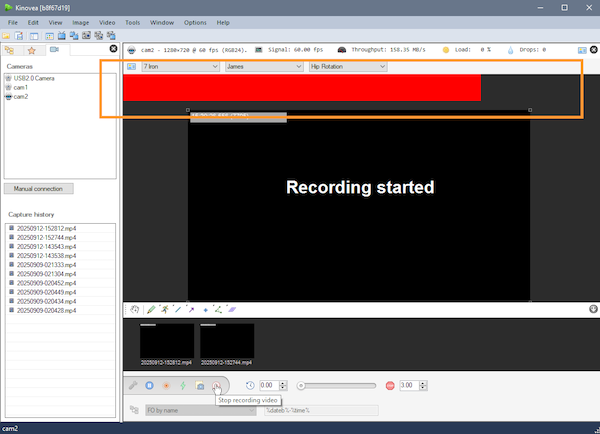 Kinovea [b8f67d19]
File Edit View Image Video Tools Window Options Help
cam2 - 1280×720 @ 60 fps (RGB24). Signal: 60.00 fps Throughput: 158.35 MB/s Load: 0 % Drops: 0
Cameras
USB2.0 Camera
cam1
cam2
Manual connection
7 Iron James Hip Rotation
Recording started
Capture history
20250912-152812.mp4
20250912-152744.mp4
20250912-143543.mp4
20250912-143538.mp4
20250909-021333.mp4
20250909-021304.mp4
20250909-020452.mp4
20250909-020449.mp4
20250909-020434.mp4
20250909-020428.mp4
20250912-152812.mp4 20250912-152744.mp4
0.00 3.00
Stop recording video
FO by name %dateb%-%time%
cam2